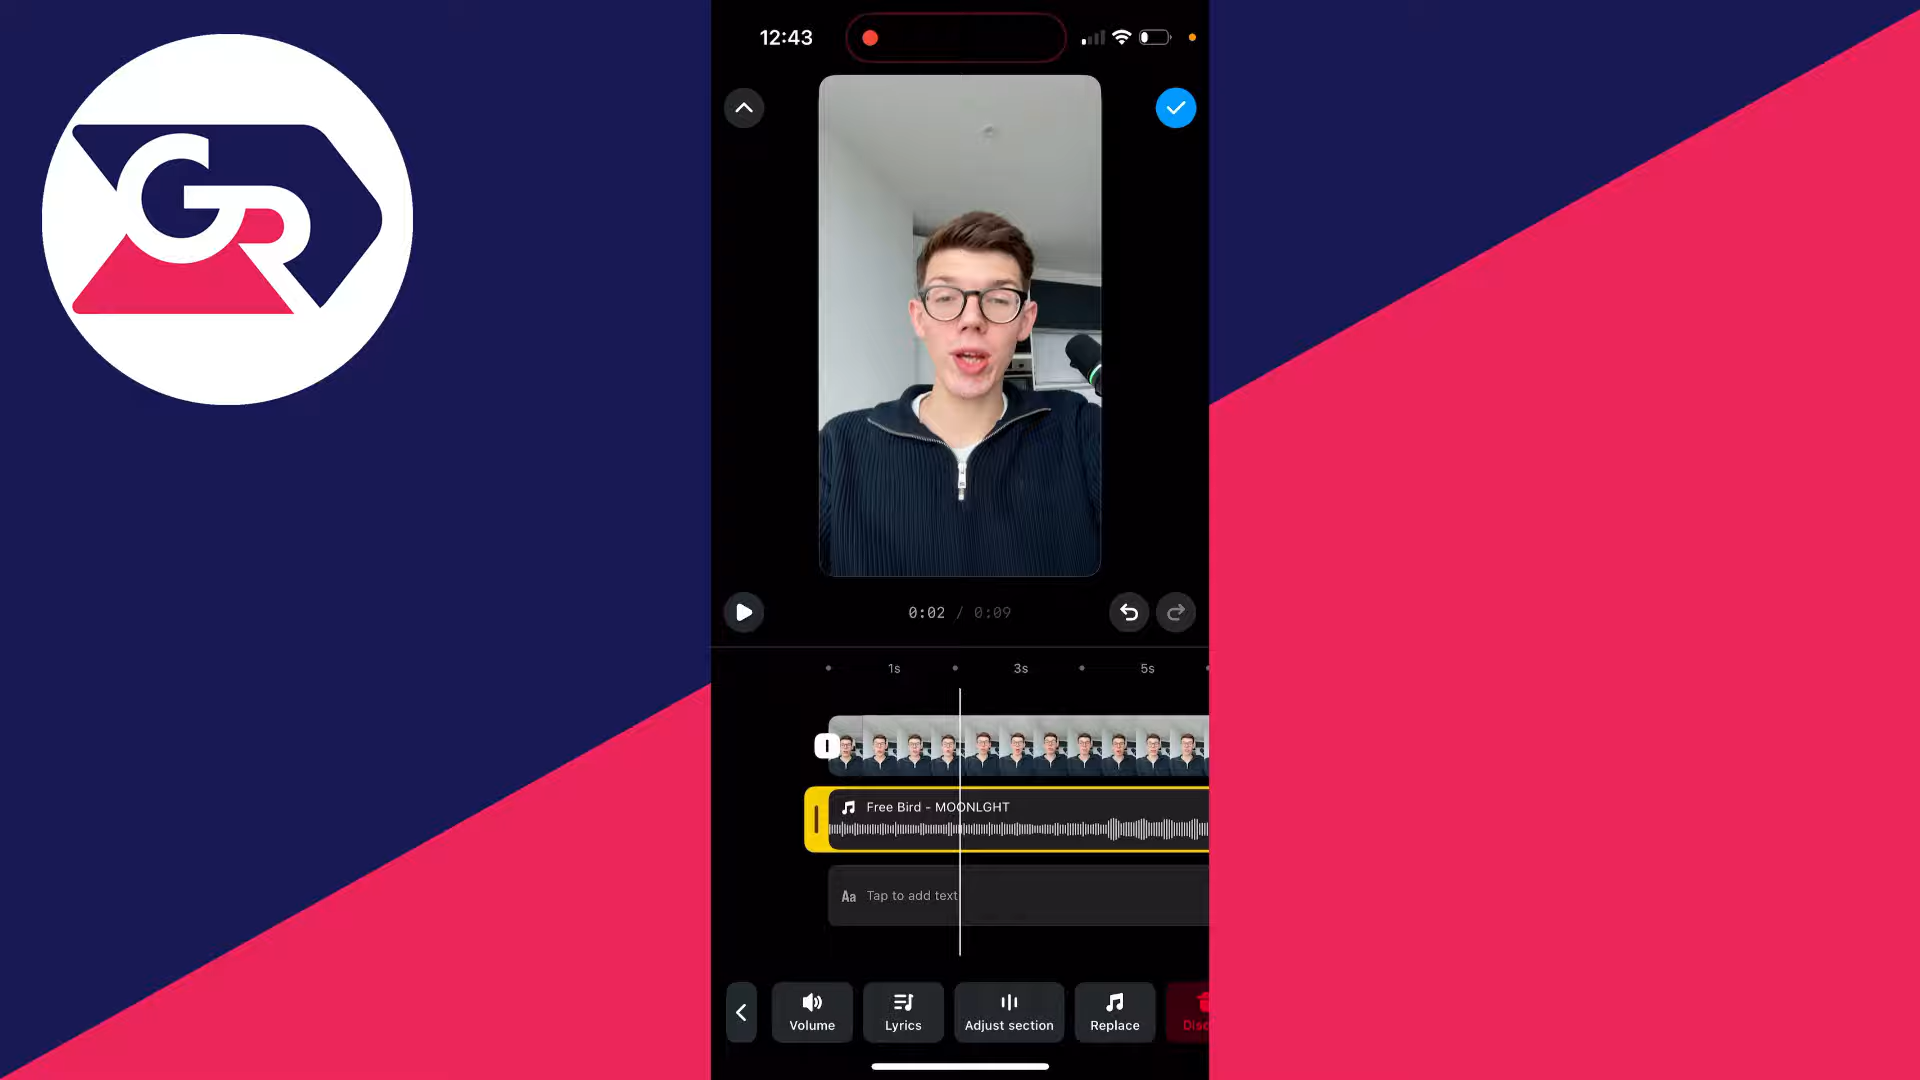 GR
12:43
0:02 / 0:09
1s 3s 5s
Free Bird - MOONLGHT
Aa Tap to add text
Volume Lyrics Adjust section Replace